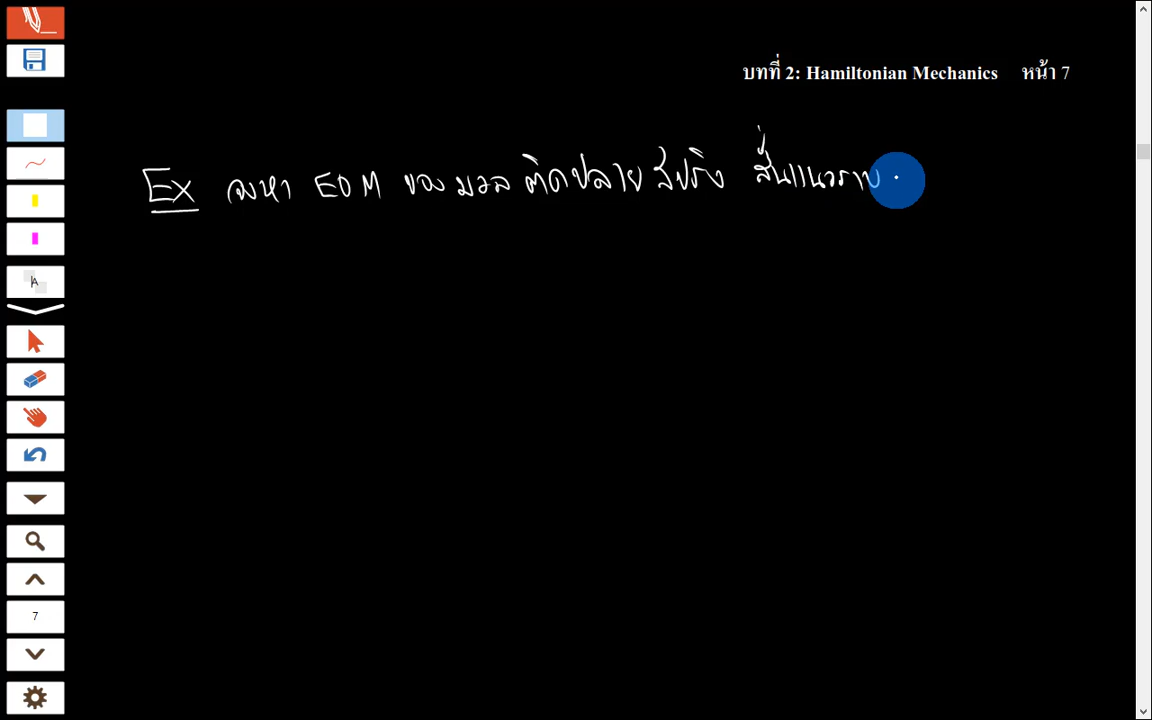 บทที่ 2: Hamiltonian Mechanics หน้า 7
Ex จงหา EOM ของ มวล ติดปลาย สปริง สั่นแนวราบ
A
7